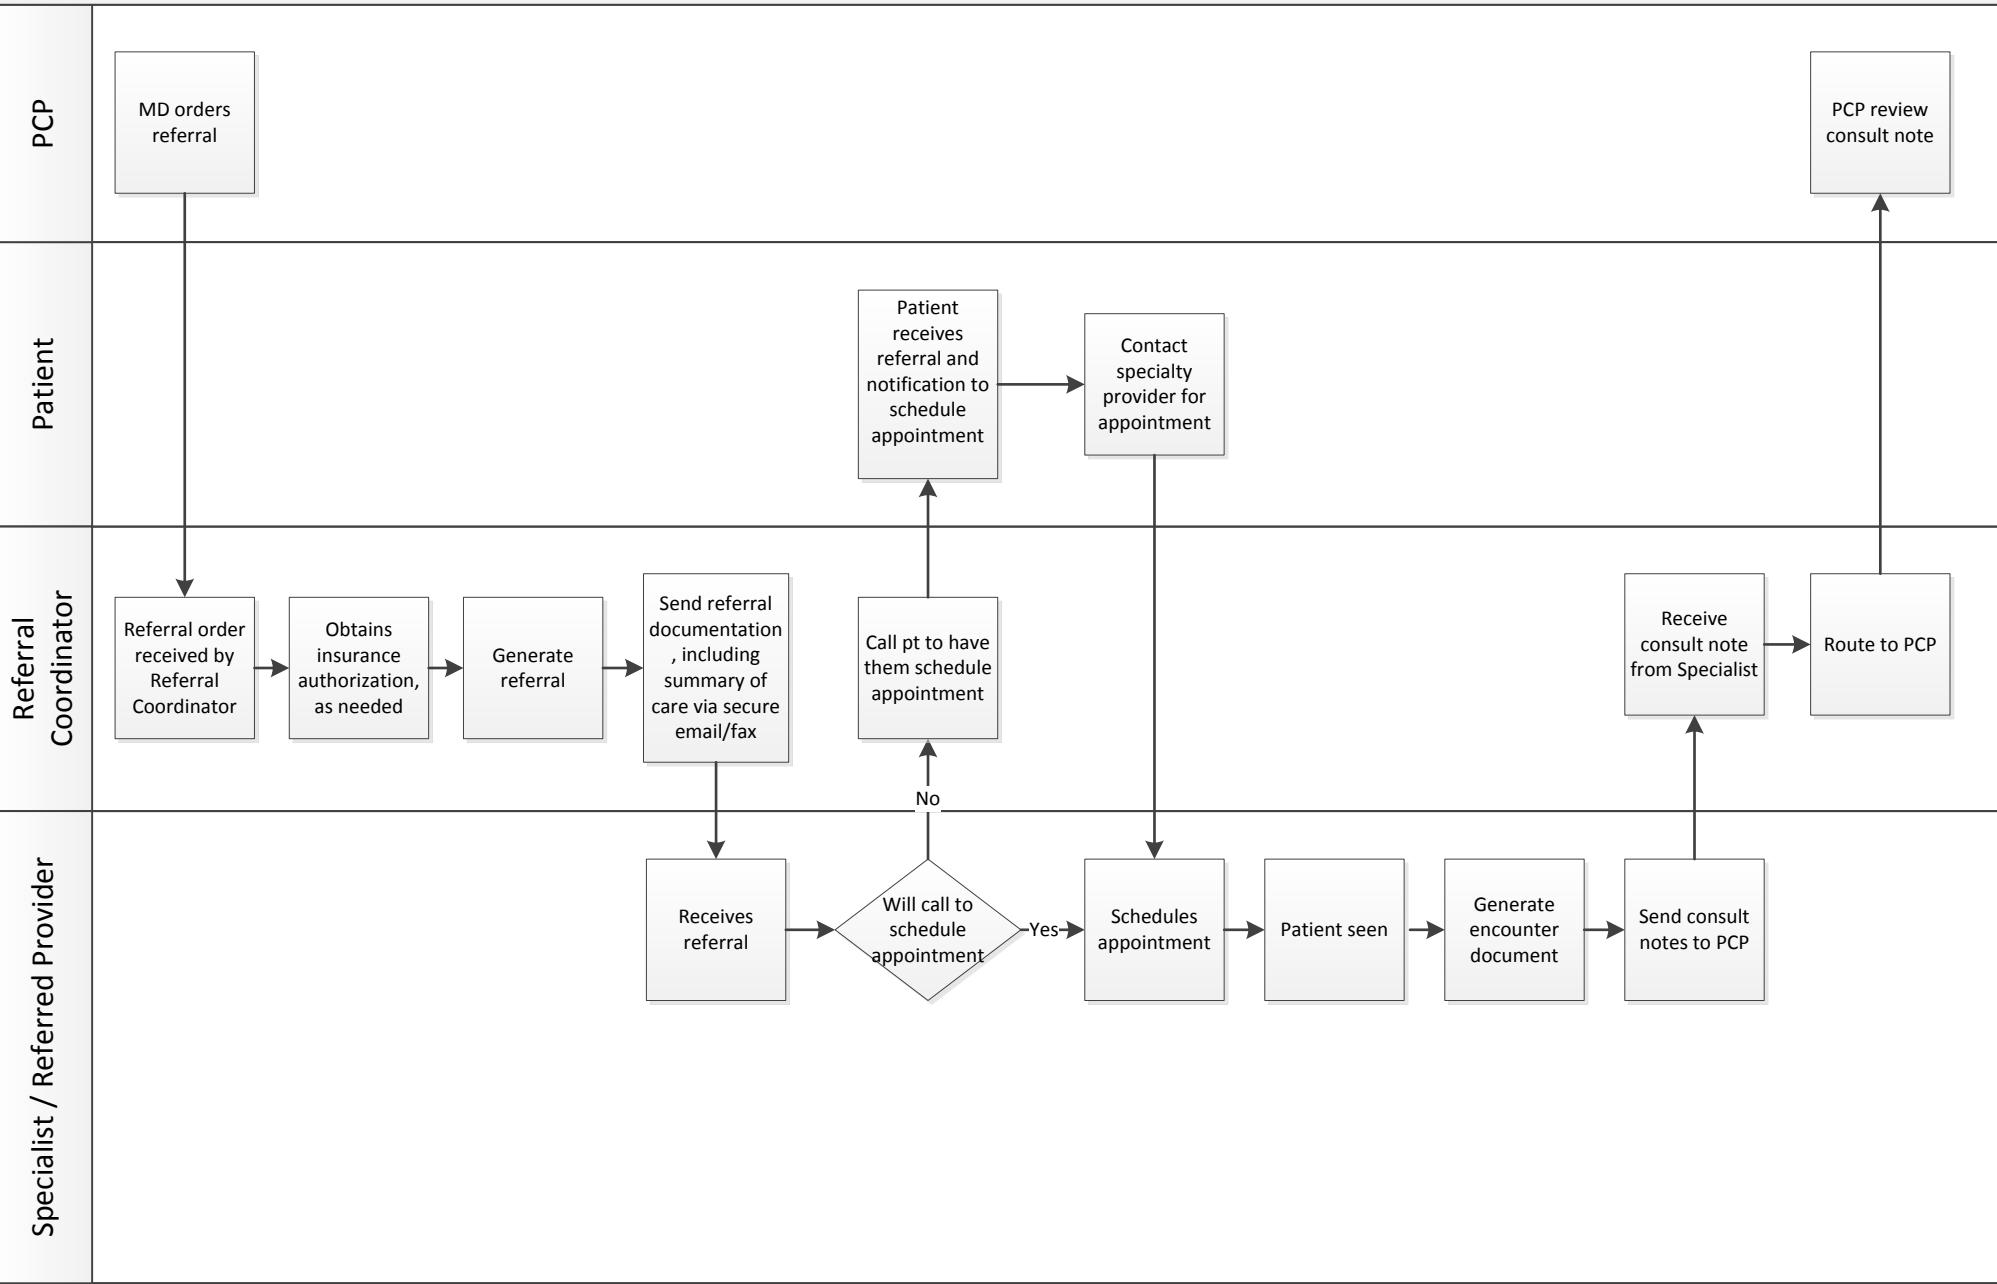 PCP
MD orders
referral
PCP review
consult note
Patient
Patient
receives
referral and
notification to
schedule
appointment
Contact
specialty
provider for
appointment
Referral
Coordinator
Referral order
received by
Referral
Coordinator
Obtains
insurance
authorization,
as needed
Generate
referral
Send referral
documentation
, including
summary of
care via secure
email/fax
Call pt to have
them schedule
appointment
Receive
consult note
from Specialist
Route to PCP
No
Specialist / Referred Provider
Receives
referral
Will call to
schedule
appointment
Yes
Schedules
appointment
Patient seen
Generate
encounter
document
Send consult
notes to PCP